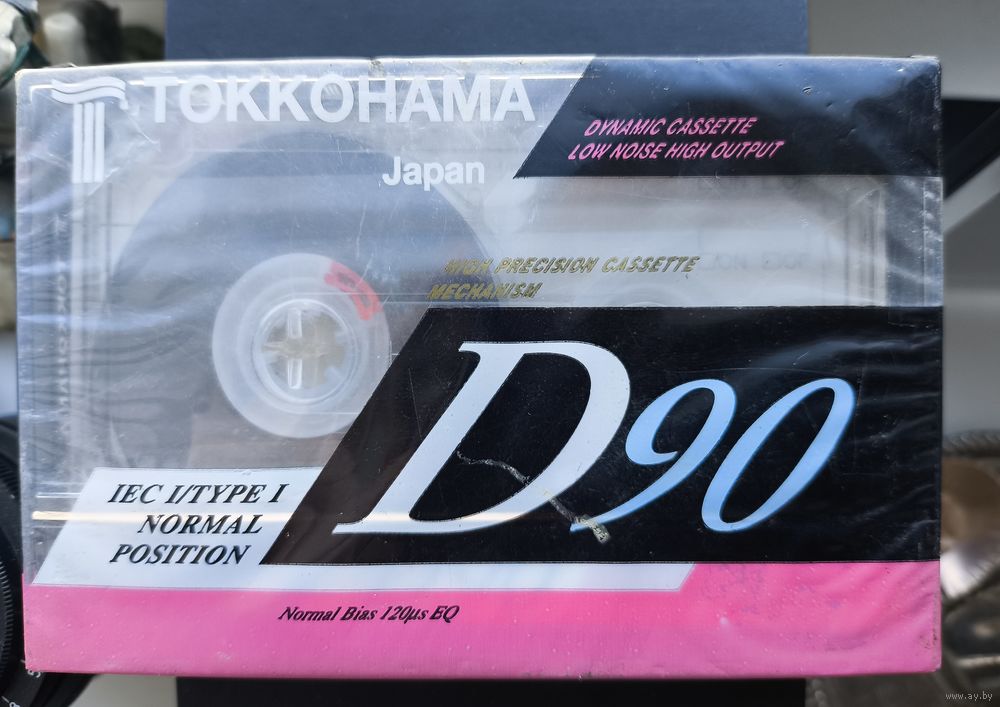 TOKKOHAMA
Japan
DYNAMIC CASSETTE
LOW NOISE HIGH OUTPUT
HIGH PRECISION CASSETTE
MECHANISM
D90
IEC I/TYPE I
NORMAL
POSITION
Normal Bias 120µs EQ
www.ay.by